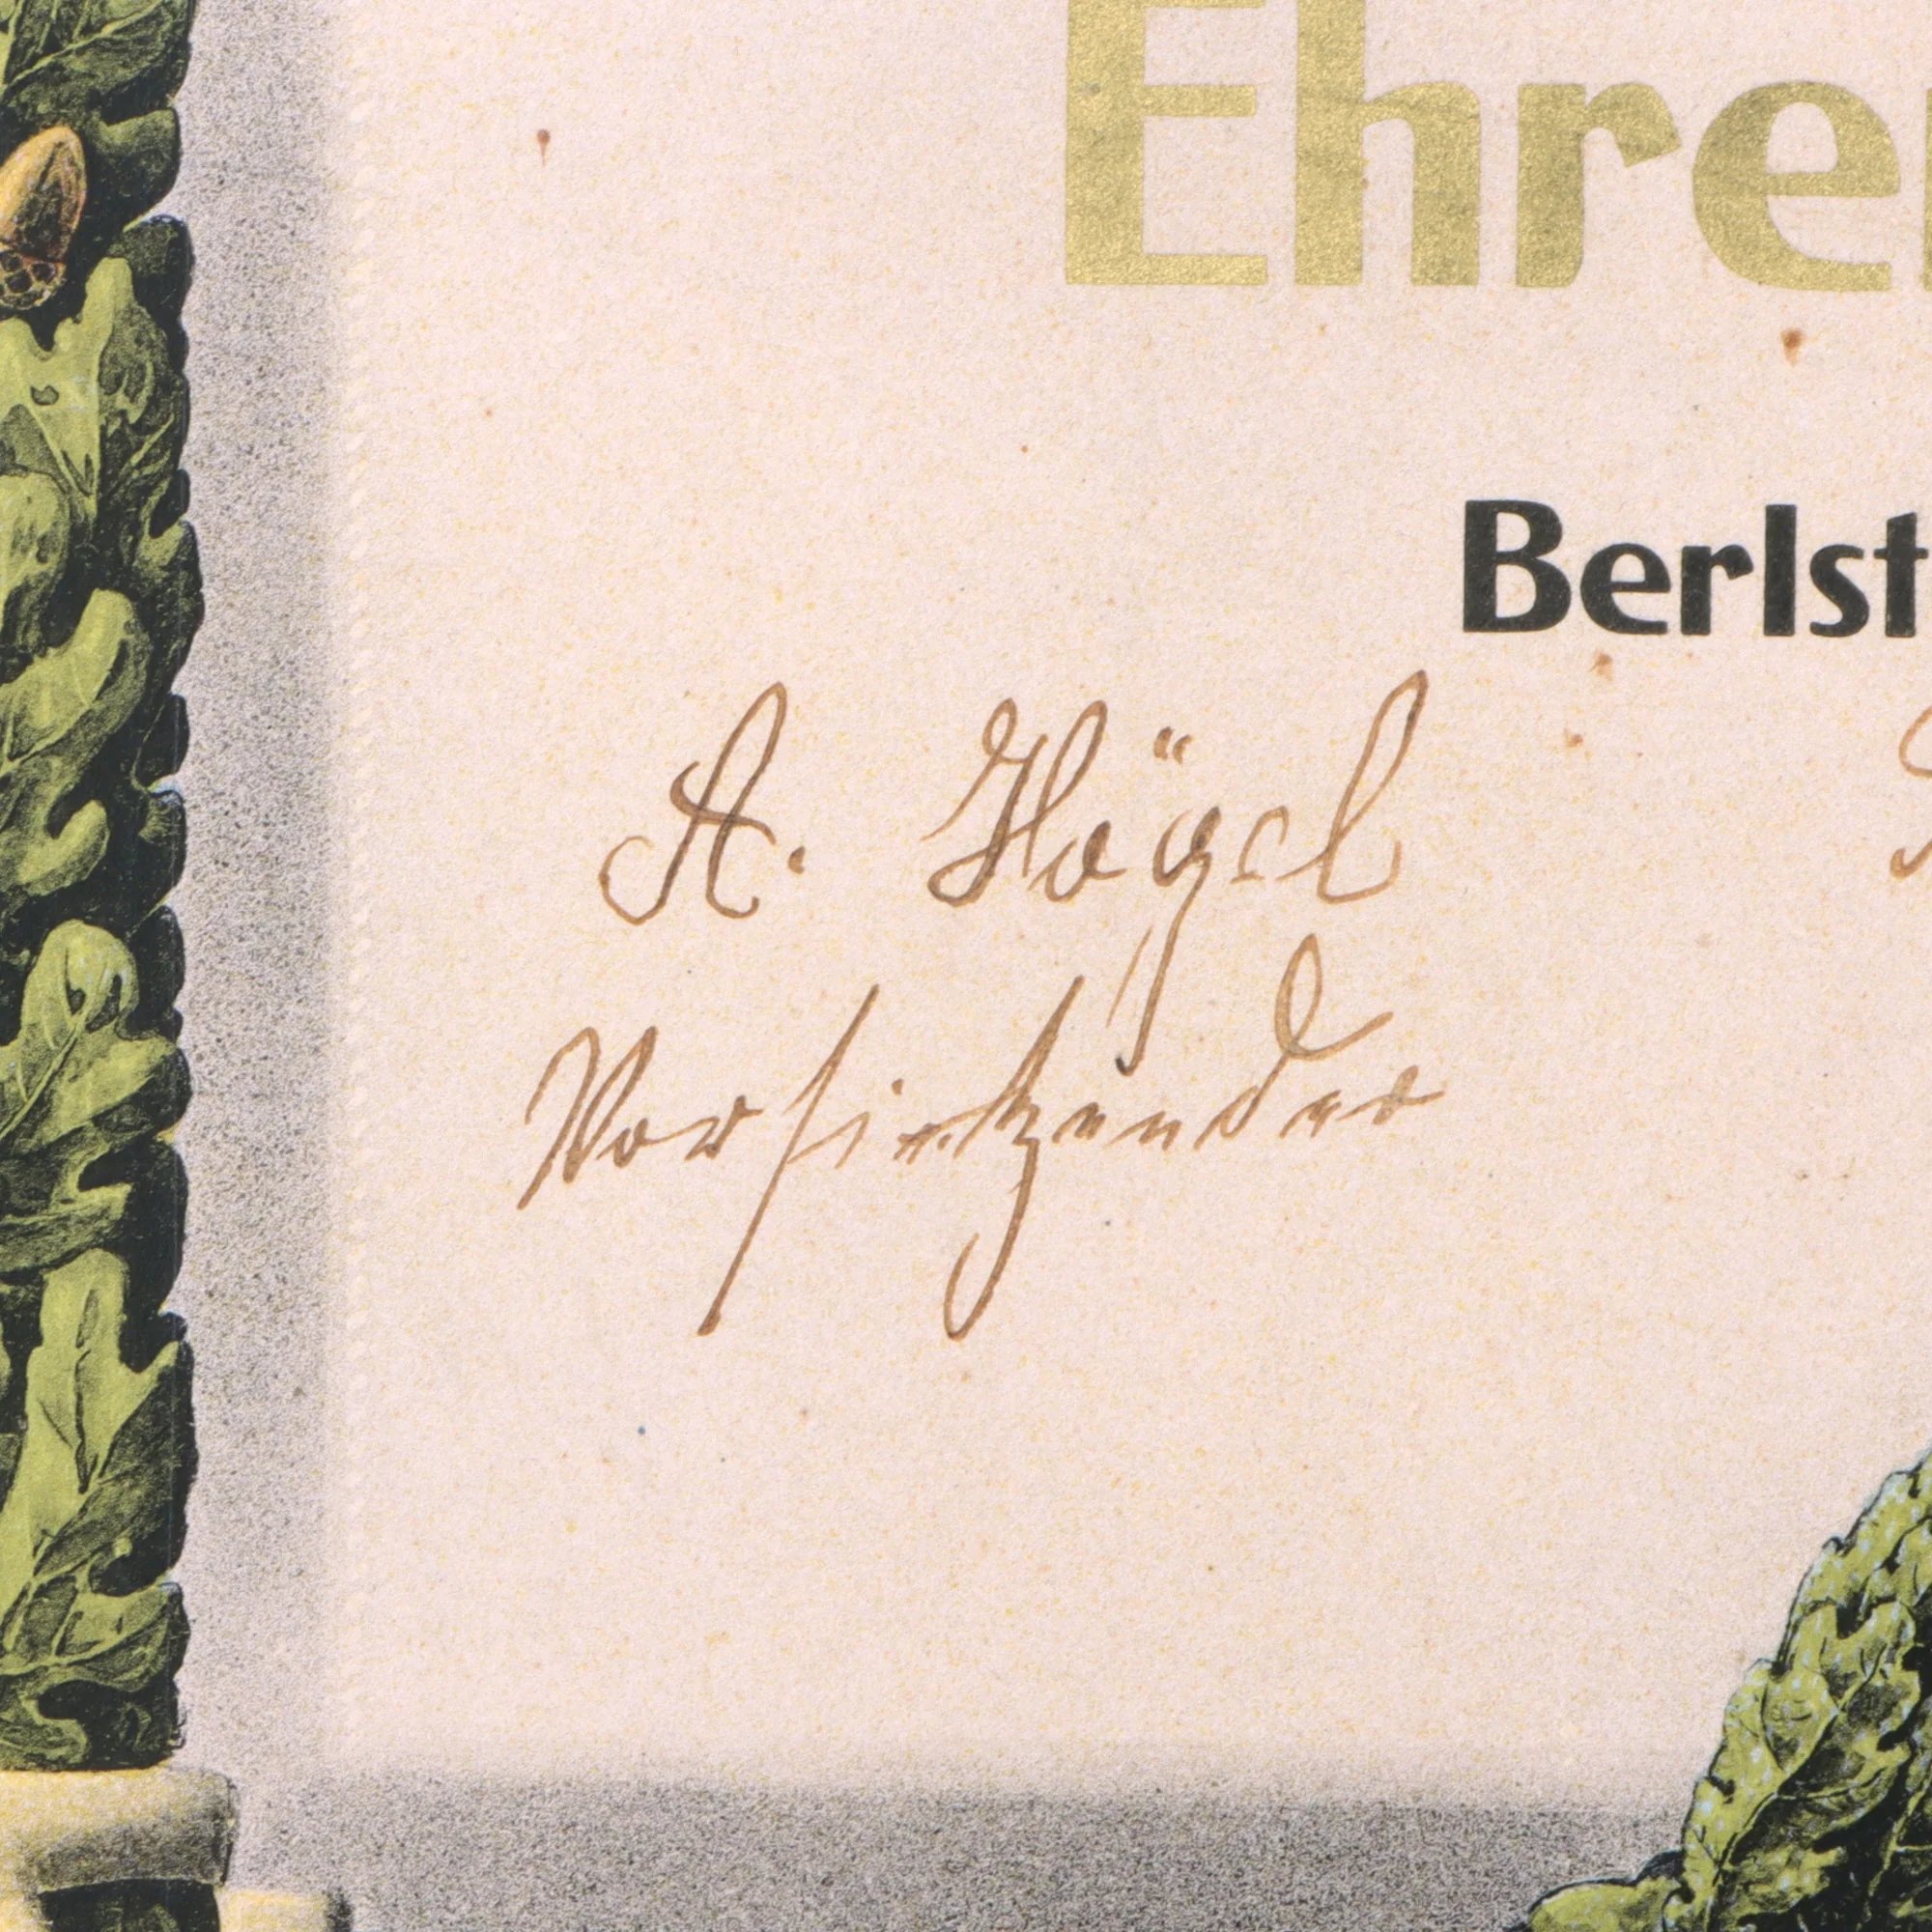 Ehre
Berlst
A. Högel
Vorsitzender